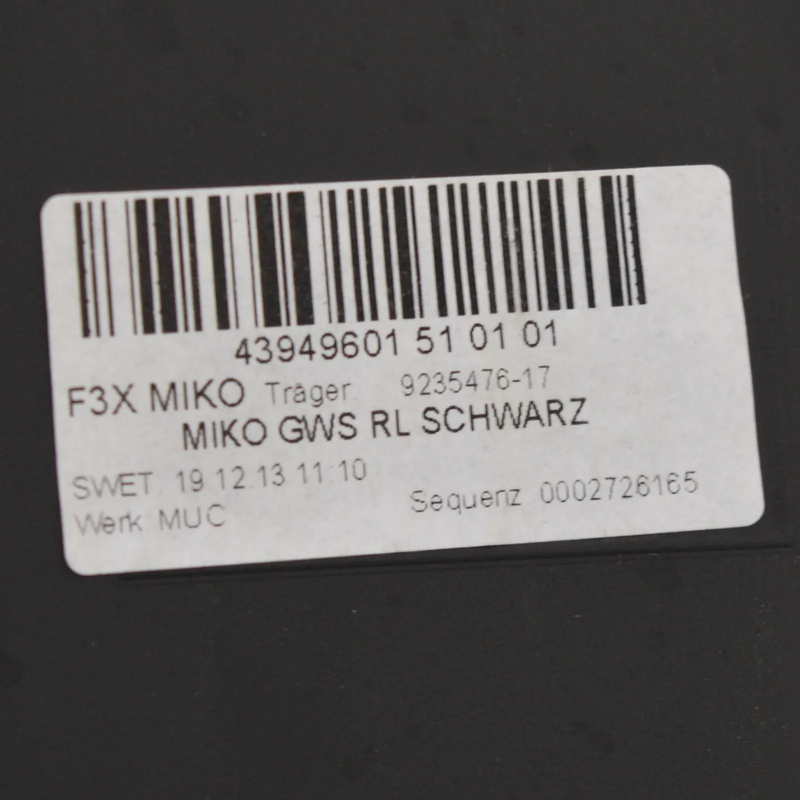 43949601 51 01 01
F3X MIKO Träger. 9235476-17
MIKO GWS RL SCHWARZ
SWET. 19.12.13 11:10
Werk: MUC Sequenz 0002726165